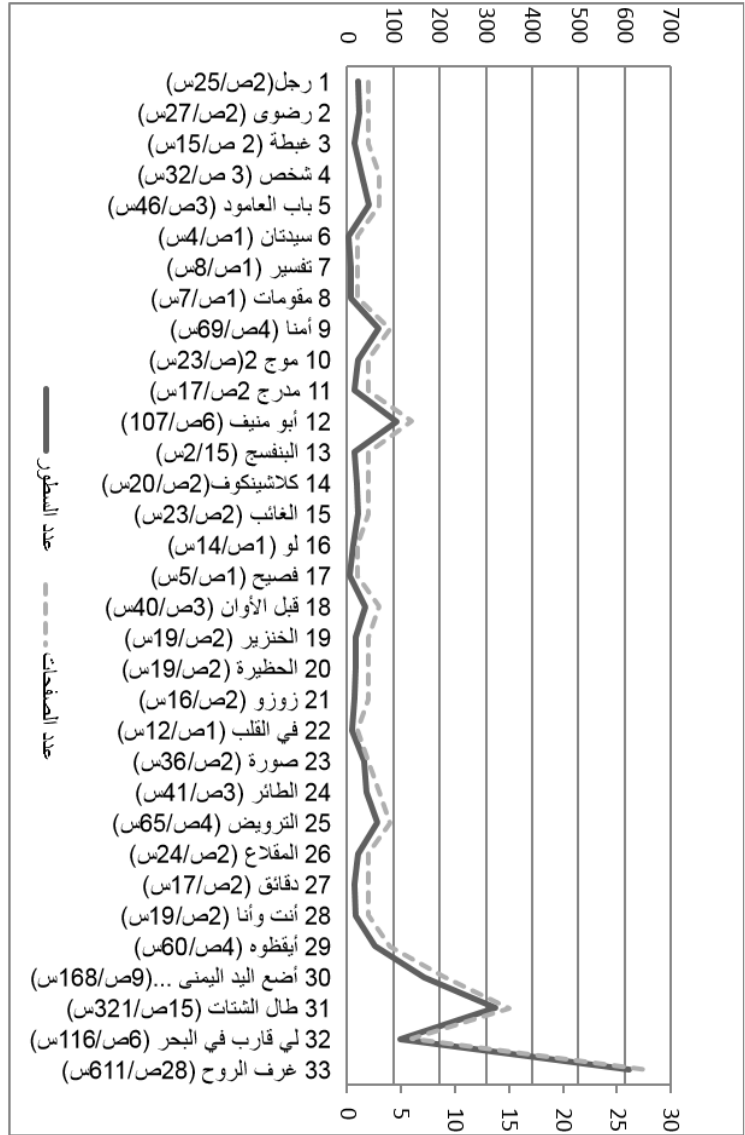 0 100 200 300 400 500 600 700
1 رجل(2ص/25س)
2 رضوى (2ص/27س)
3 غبطة (2 ص/15س)
4 شخص (3 ص/32س)
5 باب العامود (3ص/46س)
6 سيدتان (1ص/4س)
7 تفسير (1ص/8س)
8 مقومات (1ص/7س)
9 أمنا (4ص/69س)
10 موج 2(ص/23س)
11 مدرج 2ص/17س)
12 أبو منيف (6ص/107)
13 البنفسج (2/15س)
14 كلاشينكوف(2ص/20س)
15 الغائب (2ص/23س)
16 لو (1ص/14س)
17 فصيح (1ص/5س)
18 قبل الأوان (3ص/40س)
19 الخنزير (2ص/19س)
20 الحظيرة (2ص/19س)
21 زوزو (2ص/16س)
22 في القلب (1ص/12س)
23 صورة (2ص/36س)
24 الطائر (3ص/41س)
25 الترويض (4ص/65س)
26 المقلاع (2ص/24س)
27 دقائق (2ص/17س)
28 أنت وأنا (2ص/19س)
29 أيقظوه (4ص/60س)
30 أضع اليد اليمنى ...(9ص/168س)
31 طال الشتات (15ص/321س)
32 لي قارب في البحر (6ص/116س)
33 غرف الروح (28ص/611س)
0 5 10 15 20 25 30
عدد السطور
عدد الصفحات